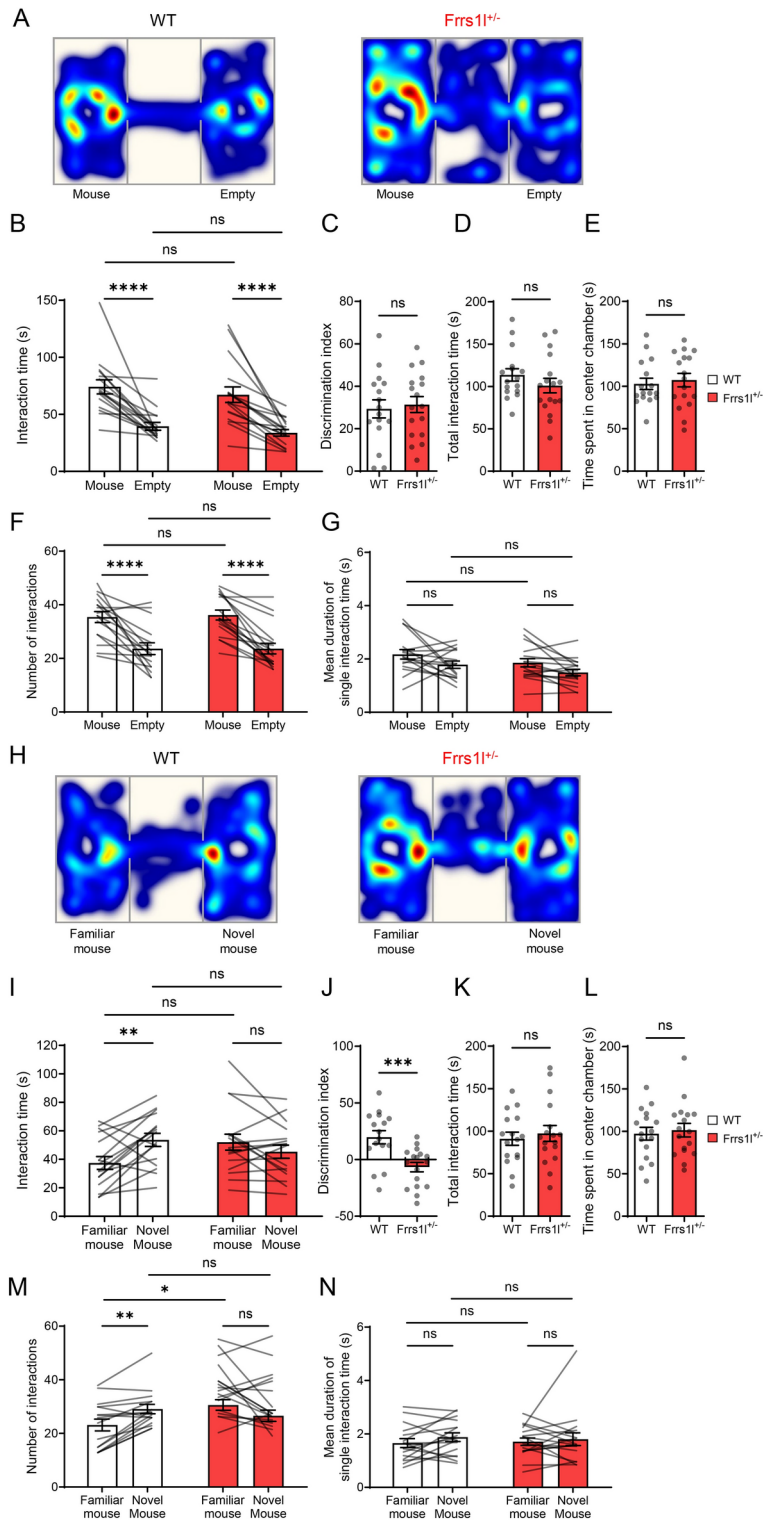 A
WT
Frrs1l+/-
Mouse
Empty
Mouse
Empty
B
ns
ns
****
****
Interaction time (s)
150
100
50
0
Mouse
Empty
Mouse
Empty
C
ns
Discrimination index
80
60
40
20
0
WT
Frrs1l+/-
D
ns
Total interaction time (s)
200
150
100
50
0
WT
Frrs1l+/-
E
ns
Time spent in center chamber (s)
200
150
100
50
0
WT
Frrs1l+/-
WT
Frrs1l+/-
F
ns
ns
****
****
Number of interactions
60
40
20
0
Mouse
Empty
Mouse
Empty
G
ns
ns
ns
ns
Mean duration of
single interaction time (s)
6
4
2
0
Mouse
Empty
Mouse
Empty
H
WT
Frrs1l+/-
Familiar
mouse
Novel
mouse
Familiar
mouse
Novel
mouse
I
ns
ns
**
ns
Interaction time (s)
120
100
80
60
40
20
0
Familiar
mouse
Novel
Mouse
Familiar
mouse
Novel
Mouse
J
***
Discrimination index
100
50
0
-50
WT
Frrs1l+/-
K
ns
Total interaction time (s)
200
150
100
50
0
WT
Frrs1l+/-
L
ns
Time spent in center chamber (s)
200
150
100
50
0
WT
Frrs1l+/-
WT
Frrs1l+/-
M
ns
*
**
ns
Number of interactions
60
40
20
0
Familiar
mouse
Novel
Mouse
Familiar
mouse
Novel
Mouse
N
ns
ns
ns
ns
Mean duration of
single interaction time (s)
6
4
2
0
Familiar
mouse
Novel
Mouse
Familiar
mouse
Novel
Mouse